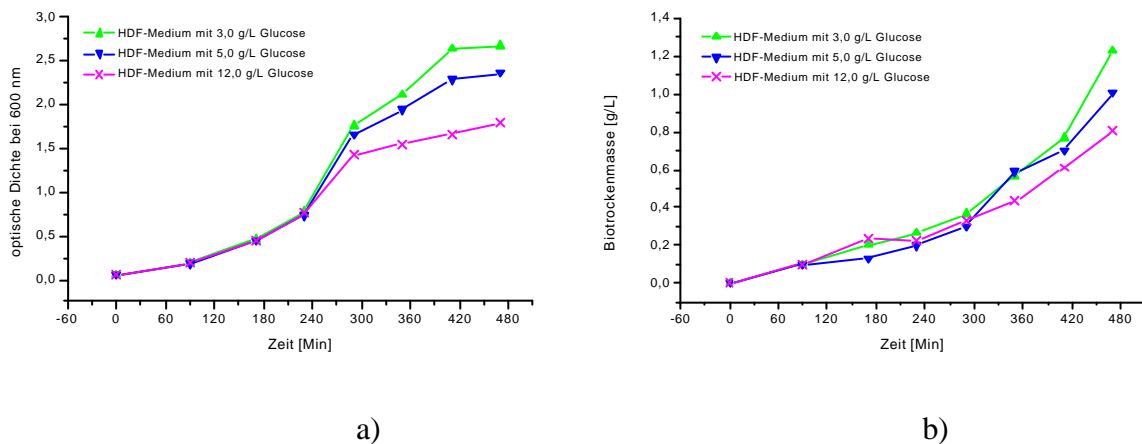 3,0
2,5
2,0
1,5
1,0
0,5
0,0
optische Dichte bei 600 nm
HDF-Medium mit 3,0 g/L Glucose
HDF-Medium mit 5,0 g/L Glucose
HDF-Medium mit 12,0 g/L Glucose
-60 0 60 120 180 240 300 360 420 480
Zeit [Min]
a)
1,4
1,2
1,0
0,8
0,6
0,4
0,2
0,0
Biotrockenmasse [g/L]
HDF-Medium mit 3,0 g/L Glucose
HDF-Medium mit 5,0 g/L Glucose
HDF-Medium mit 12,0 g/L Glucose
-60 0 60 120 180 240 300 360 420 480
Zeit [Min]
b)